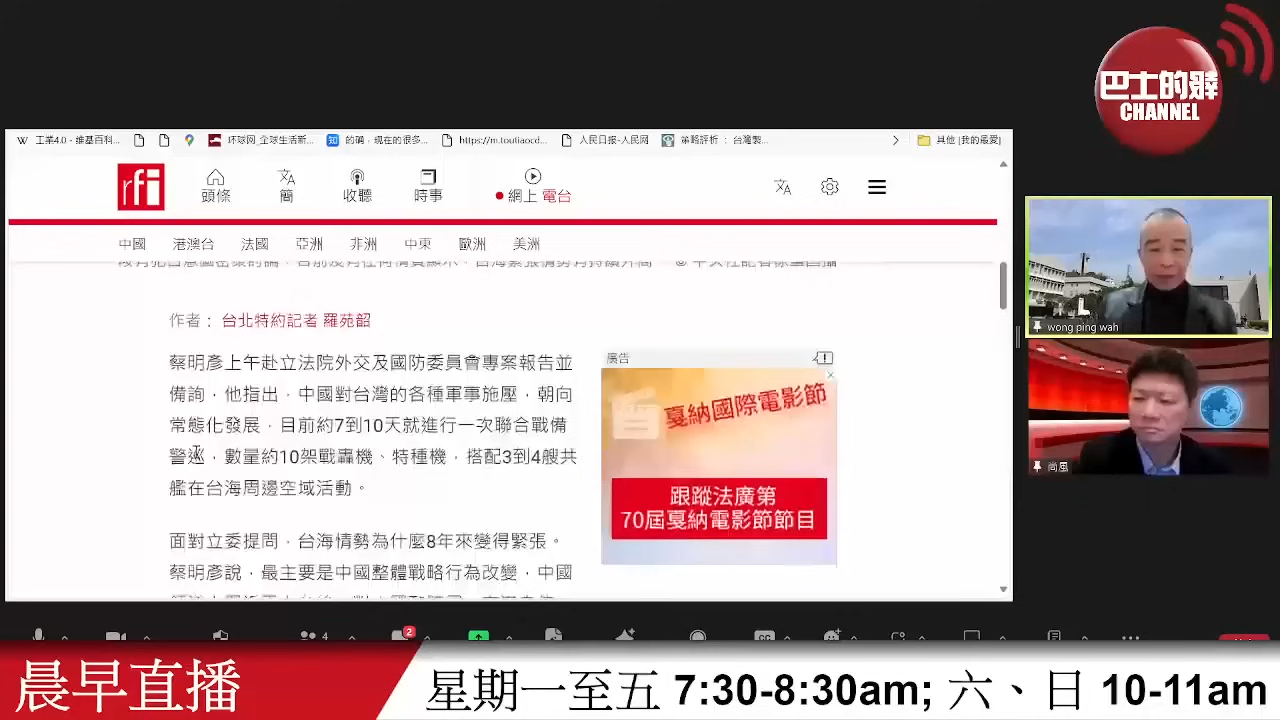 巴士的報
CHANNEL
工業4.0 - 維基百科...
环球网_全球生活新...
的碼，現在的很多...
https://m.toutiaocd...
人民日报-人民网
策略評析 ： 台灣製...
其他 (我的最愛)
rfi
頭條
簡
收聽
時事
網上 電台
中國
港澳台
法國
亞洲
非洲
中東
歐洲
美洲
作者： 台北特約記者 羅苑韶
蔡明彥上午赴立法院外交及國防委員會專案報告並
備詢，他指出，中國對台灣的各種軍事施壓，朝向
常態化發展，目前約7到10天就進行一次聯合戰備
警巡，數量約10架戰轟機、特種機，搭配3到4艘共
艦在台海周邊空域活動。
面對立委提問，台海情勢為什麼8年來變得緊張。
蔡明彥說，最主要是中國整體戰略行為改變，中國
廣告
戛納國際電影節
跟蹤法廣第
70屆戛納電影節節目
wong ping wah
尚風
4
2
CC
晨早直播
星期一至五 7:30-8:30am; 六、日 10-11am